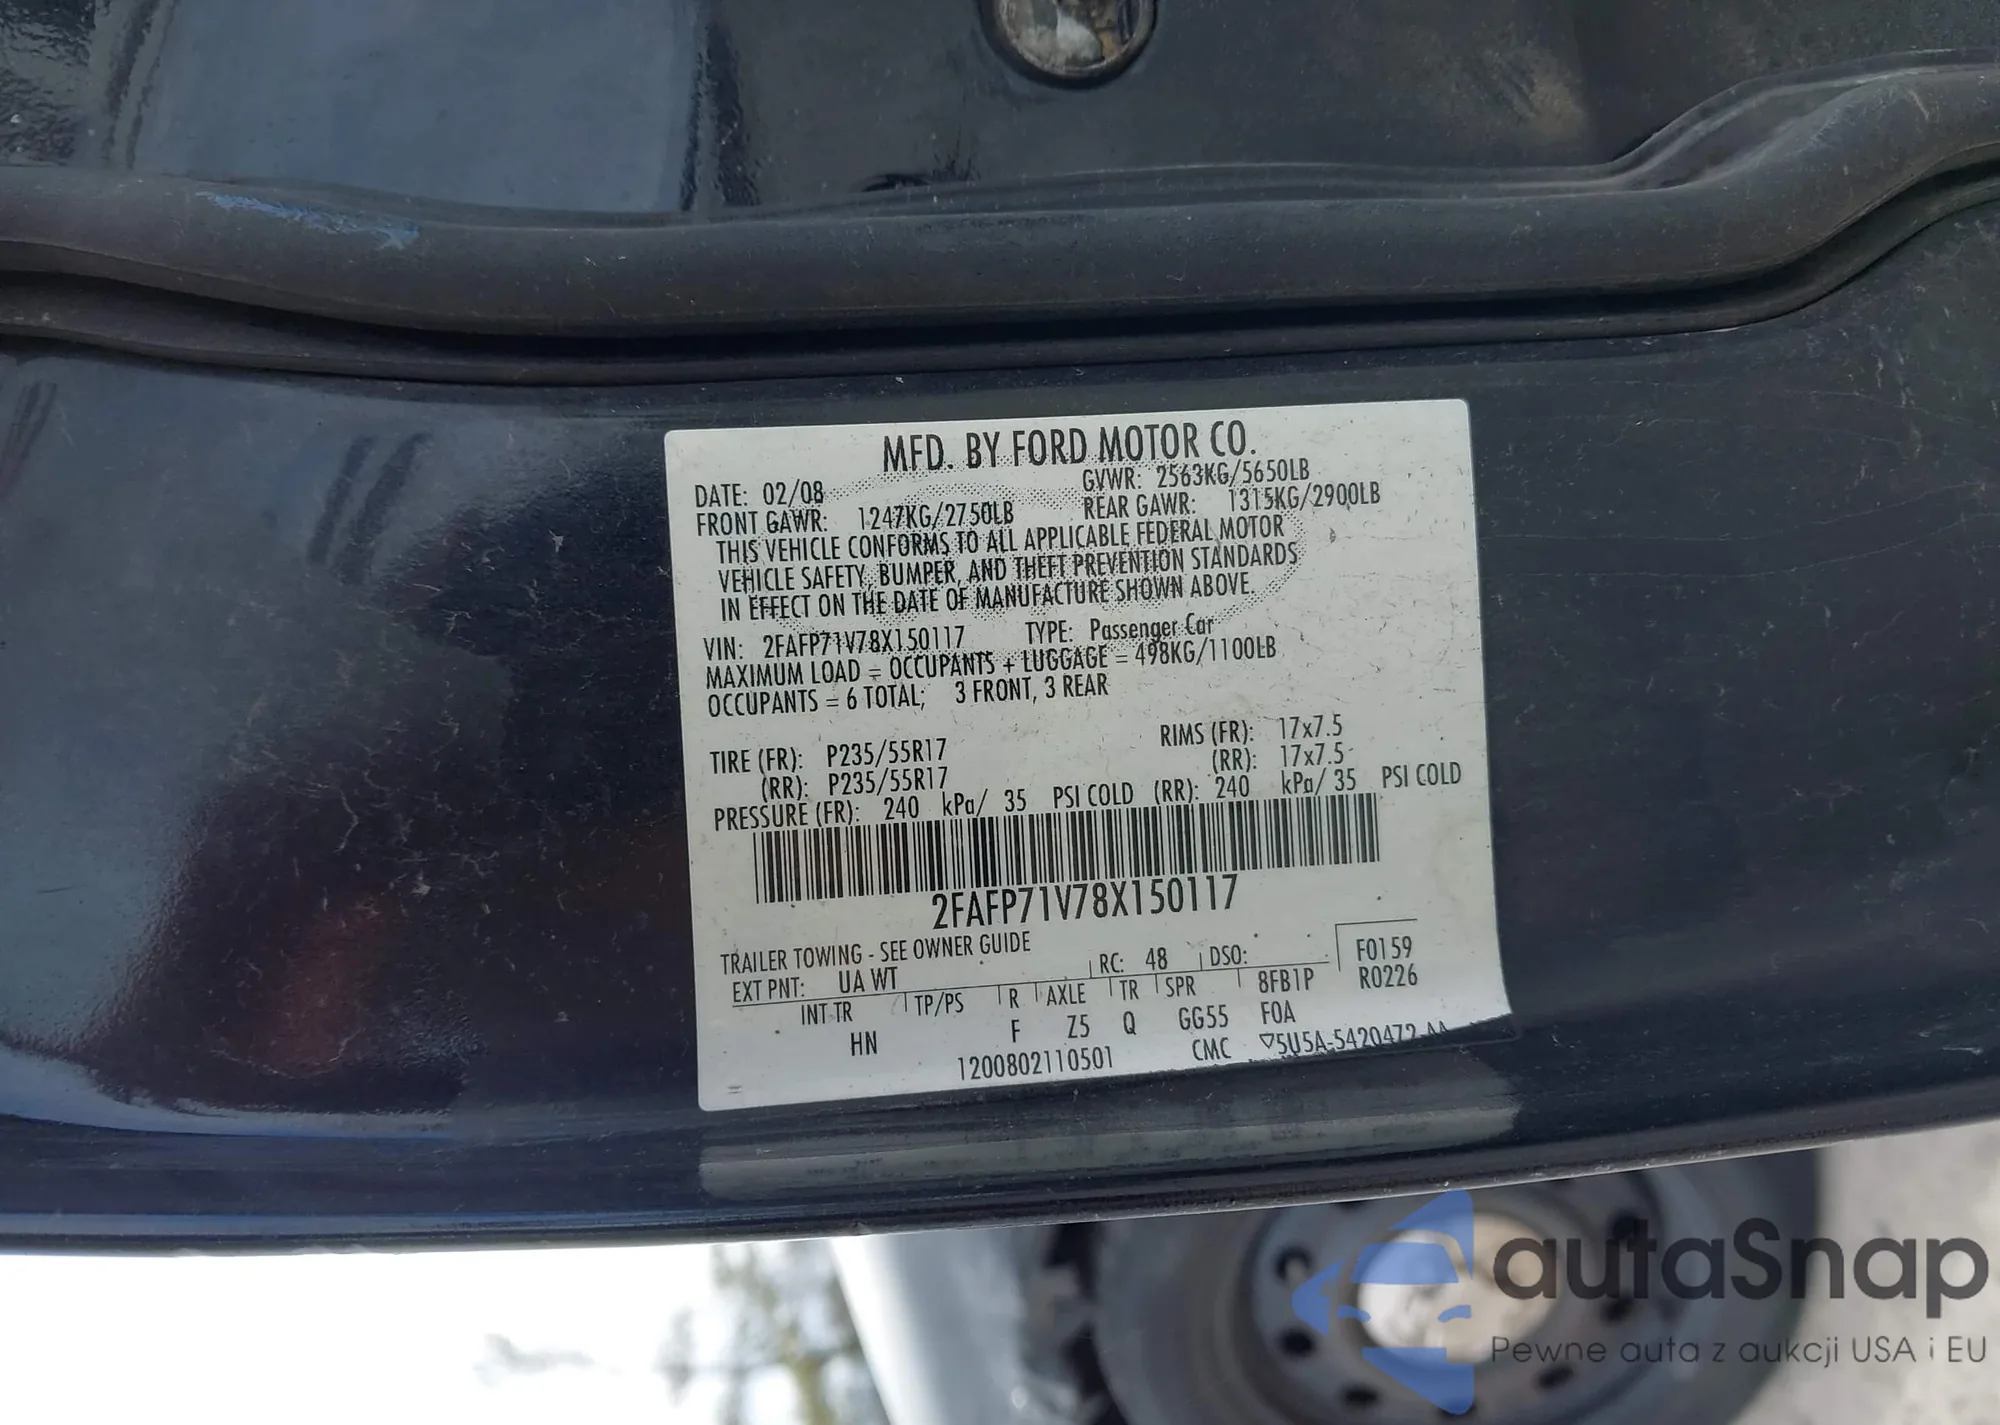 MFD. BY FORD MOTOR CO.
DATE: 02/08 GVWR: 2563KG/5650LB
FRONT GAWR: 1247KG/2750LB REAR GAWR: 1315KG/2900LB
THIS VEHICLE CONFORMS TO ALL APPLICABLE FEDERAL MOTOR
VEHICLE SAFETY, BUMPER, AND THEFT PREVENTION STANDARDS
IN EFFECT ON THE DATE OF MANUFACTURE SHOWN ABOVE.
VIN: 2FAFP71V78X150117 TYPE: Passenger Car
MAXIMUM LOAD = OCCUPANTS + LUGGAGE = 498KG/1100LB
OCCUPANTS = 6 TOTAL; 3 FRONT, 3 REAR
TIRE (FR): P235/55R17 RIMS (FR): 17x7.5
(RR): P235/55R17 (RR): 17x7.5
PRESSURE (FR): 240 kPa/ 35 PSI COLD (RR): 240 kPa/ 35 PSI COLD
2FAFP71V78X150117
TRAILER TOWING - SEE OWNER GUIDE
EXT PNT: UA WT RC: 48 DSO: F0159
INT TR TP/PS R AXLE TR SPR 8FB1P R0226
HN F Z5 Q GG55 FOA
1200802110501 CMC 5U5A-5420472-AA
autaSnap
Pewne auta z aukcji USA i EU